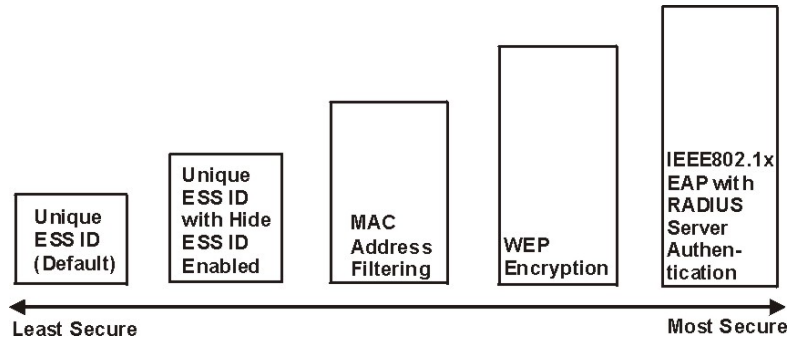 Unique
ESS ID
(Default)
Unique
ESS ID
with Hide
ESS ID
Enabled
MAC
Address
Filtering
WEP
Encryption
IEEE802.1x
EAP with
RADIUS
Server
Authen-
tication
Least Secure
Most Secure